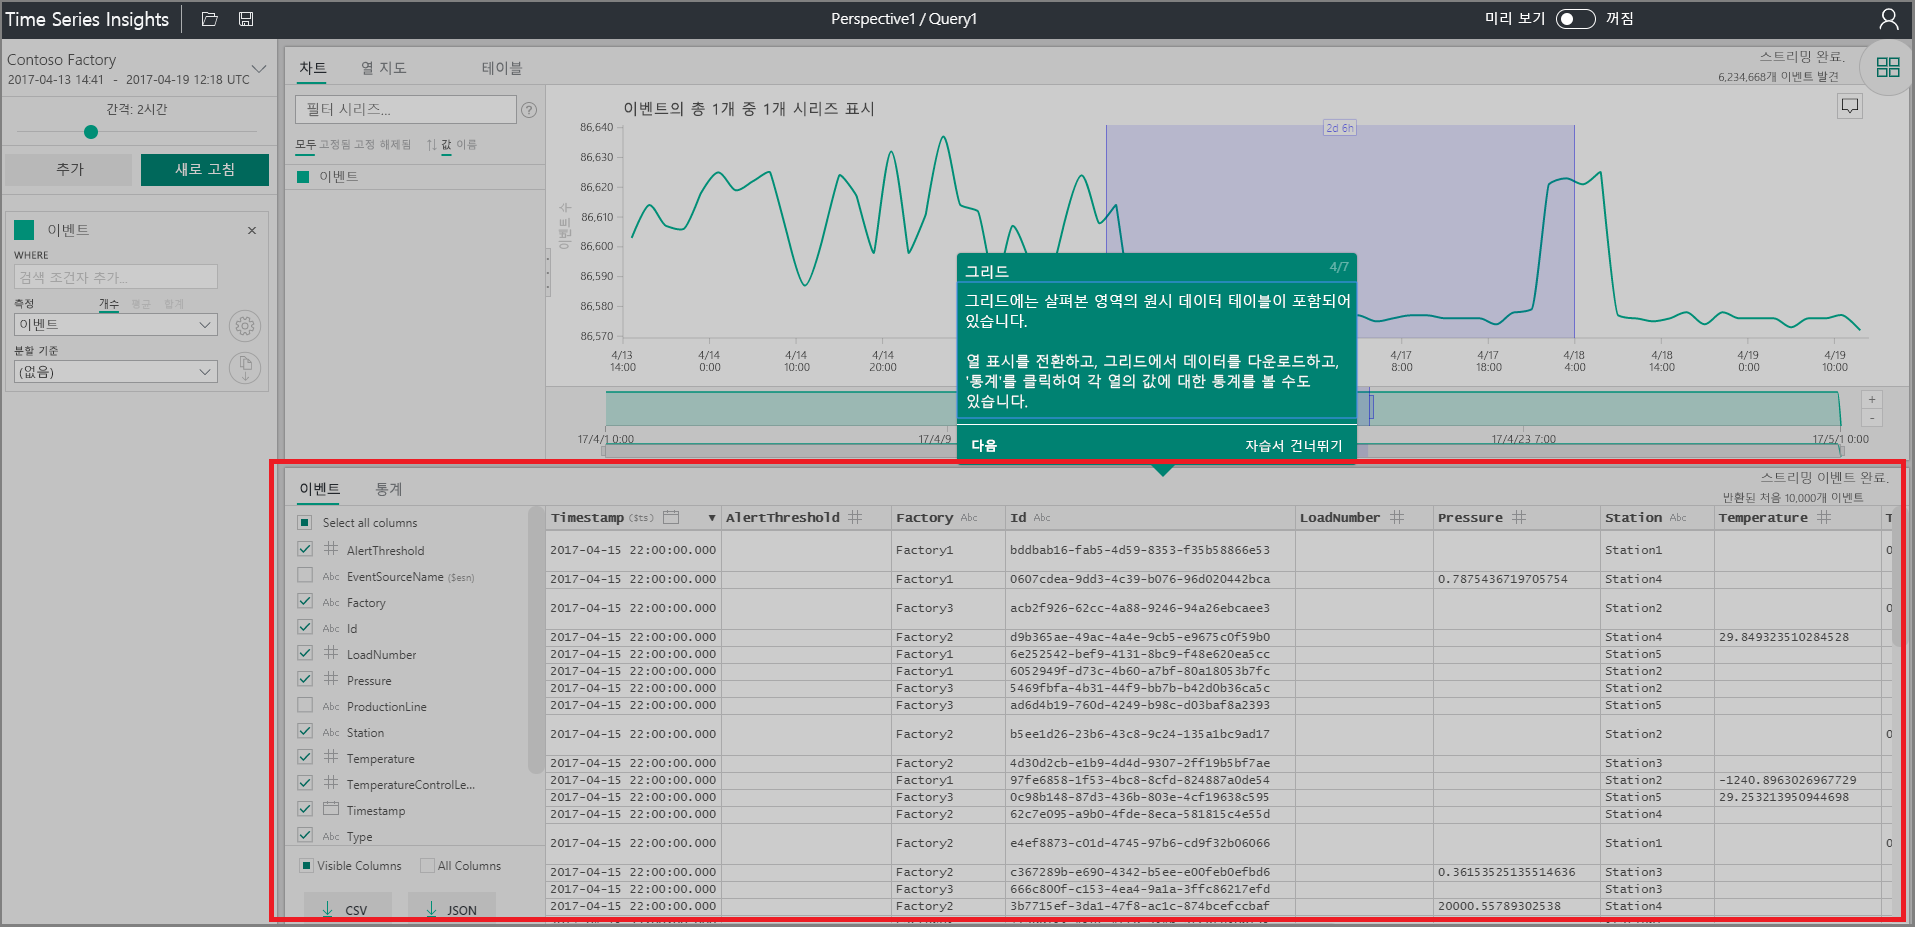 Time Series Insights
Perspective1 / Query1
미리 보기
꺼짐
Contoso Factory
2017-04-13 14:41 - 2017-04-19 12:18 UTC
간격: 2시간
추가
새로 고침
이벤트
WHERE
검색 조건자 추가...
측정
개수 평균 합계
이벤트
분할 기준
(없음)
차트
열 지도
테이블
스트리밍 완료.
6,234,668개 이벤트 발견
필터 시리즈...
?
모두 고정됨 고정 해제됨 값 이름
이벤트
이벤트의 총 1개 중 1개 시리즈 표시
이벤트 수
86,640
86,630
86,620
86,610
86,600
86,590
86,580
86,570
2d 6h
4/13 14:00
4/14 0:00
4/14 10:00
4/14 20:00
4/17 8:00
4/17 18:00
4/18 4:00
4/18 14:00
4/19 0:00
4/19 10:00
그리드
4/7
그리드에는 살펴본 영역의 원시 데이터 테이블이 포함되어
있습니다.
열 표시를 전환하고, 그리드에서 데이터를 다운로드하고,
'통계'를 클릭하여 각 열의 값에 대한 통계를 볼 수도
있습니다.
다음
자습서 건너뛰기
17/4/1 0:00
17/4/9
17/4/23 7:00
17/5/1 0:00
+
-
이벤트
통계
스트리밍 이벤트 완료.
반환된 처음 10,000개 이벤트
Select all columns
AlertThreshold
Abc EventSourceName ($esn)
Abc Factory
Abc Id
LoadNumber
Pressure
Abc ProductionLine
Abc Station
Temperature
TemperatureControlLe...
Timestamp
Abc Type
Visible Columns
All Columns
CSV
JSON
Timestamp ($ts) AlertThreshold Factory Abc Id Abc LoadNumber Pressure Station Abc Temperature T
2017-04-15 22:00:00.000 Factory1 bddbab16-fab5-4d59-8353-f35b58866e53 Station1 0
2017-04-15 22:00:00.000 Factory1 0607cdea-9dd3-4c39-b076-96d020442bca 0.7875436719705754 Station4
2017-04-15 22:00:00.000 Factory3 acb2f926-62cc-4a88-9246-94a26ebcaee3 Station2 0
2017-04-15 22:00:00.000 Factory2 d9b365ae-49ac-4a4e-9cb5-e9675c0f59b0 Station4 29.849323510284528
2017-04-15 22:00:00.000 Factory1 6e252542-bef9-4131-8bc9-f48e620ea5cc Station5
2017-04-15 22:00:00.000 Factory1 6052949f-d73c-4b60-a7bf-80a18053b7fc Station2
2017-04-15 22:00:00.000 Factory3 5469fbfa-4b31-44f9-bb7b-b42d0b36ca5c Station2
2017-04-15 22:00:00.000 Factory3 ad6d4b19-760d-4249-b98c-d03baf8a2393 Station5
2017-04-15 22:00:00.000 Factory2 b5ee1d26-23b6-43c8-9c24-135a1bc9ad17 Station2 0
2017-04-15 22:00:00.000 Factory2 4d30d2cb-e1b9-4d4d-9307-2ff19b5bf7ae Station3
2017-04-15 22:00:00.000 Factory1 97fe6858-1f53-4bc8-8cfd-824887a0de54 Station2 -1240.8963026967729
2017-04-15 22:00:00.000 Factory3 0c98b148-87d3-436b-803e-4cf19638c595 Station5 29.253213950944698
2017-04-15 22:00:00.000 Factory2 62c7e095-a9b0-4fde-8eca-581815c4e55d Station4
2017-04-15 22:00:00.000 Factory2 e4ef8873-c01d-4745-97b6-cd9f32b06066 Station1 0
2017-04-15 22:00:00.000 Factory2 c367289b-e690-4342-b5ee-e00feb0efbd6 0.36153525135514636 Station3
2017-04-15 22:00:00.000 Factory3 666c800f-c153-4ea4-9a1a-3ffc86217efd Station3
2017-04-15 22:00:00.000 Factory2 3b7715ef-3da1-47f8-ac1c-874bcefccbaf 20000.55789302538 Station4